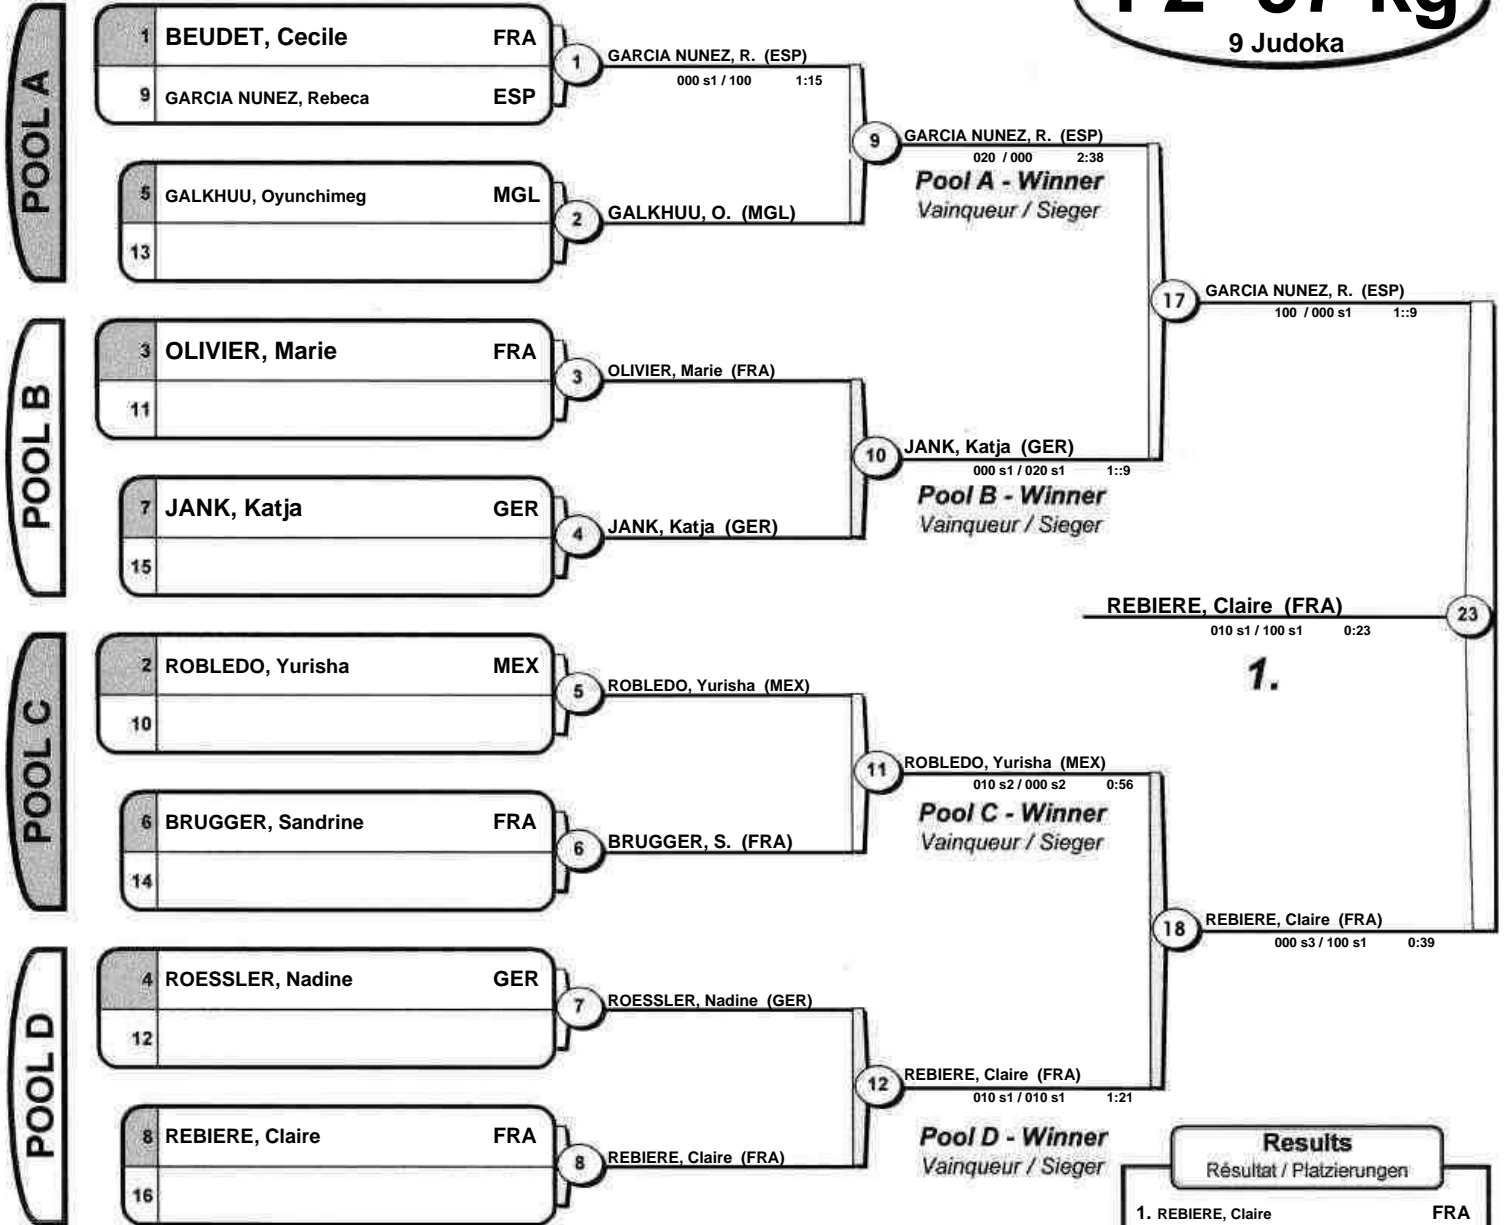 9 Judoka
POOL A
1 BEUDET, Cecile FRA
9 GARCIA NUNEZ, Rebeca ESP
1 GARCIA NUNEZ, R. (ESP)
000 s1 / 100 1:15
5 GALKHUU, Oyunchimeg MGL
13
2 GALKHUU, O. (MGL)
9 GARCIA NUNEZ, R. (ESP)
020 / 000 2:38
Pool A - Winner
Vainqueur / Sieger
POOL B
3 OLIVIER, Marie FRA
11
3 OLIVIER, Marie (FRA)
7 JANK, Katja GER
15
4 JANK, Katja (GER)
10 JANK, Katja (GER)
000 s1 / 020 s1 1::9
Pool B - Winner
Vainqueur / Sieger
17 GARCIA NUNEZ, R. (ESP)
100 / 000 s1 1::9
REBIERE, Claire (FRA) 23
010 s1 / 100 s1 0:23
1.
POOL C
2 ROBLEDO, Yurisha MEX
10
5 ROBLEDO, Yurisha (MEX)
6 BRUGGER, Sandrine FRA
14
6 BRUGGER, S. (FRA)
11 ROBLEDO, Yurisha (MEX)
010 s2 / 000 s2 0:56
Pool C - Winner
Vainqueur / Sieger
18 REBIERE, Claire (FRA)
000 s3 / 100 s1 0:39
POOL D
4 ROESSLER, Nadine GER
12
7 ROESSLER, Nadine (GER)
8 REBIERE, Claire FRA
16
8 REBIERE, Claire (FRA)
12 REBIERE, Claire (FRA)
010 s1 / 010 s1 1:21
Pool D - Winner
Vainqueur / Sieger
Results
Résultat / Platzierungen
1. REBIERE, Claire FRA